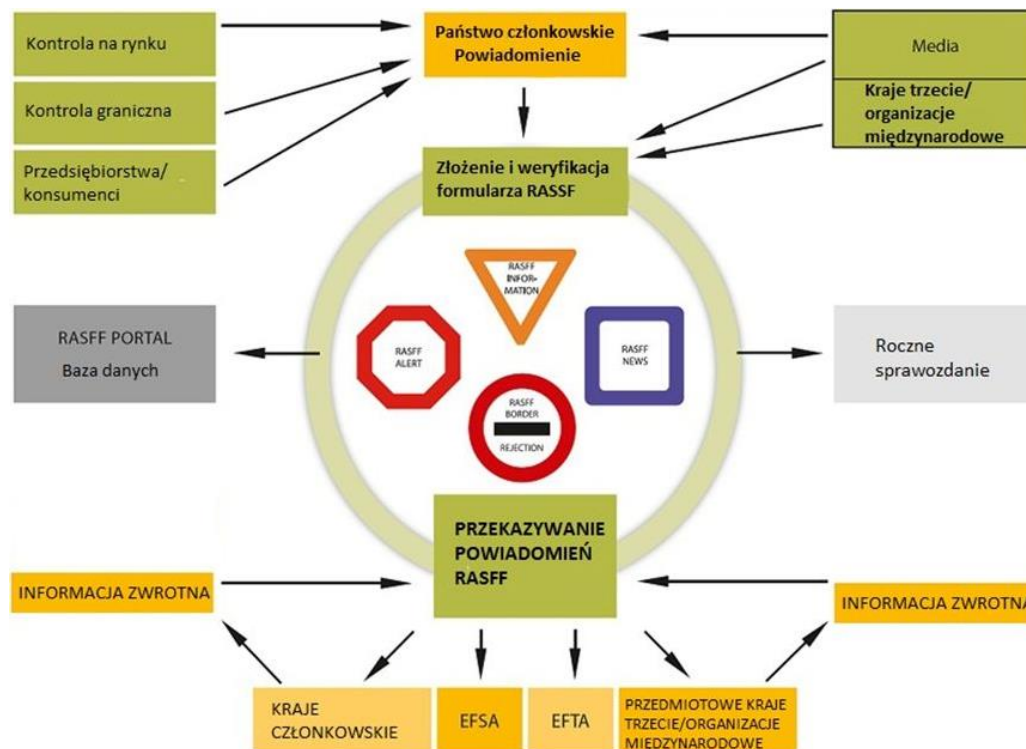 Kontrola na rynku
Kontrola graniczna
Przedsiębiorstwa/
konsumenci
Państwo członkowskie
Powiadomienie
Media
Kraje trzecie/
organizacje
międzynarodowe
Złożenie i weryfikacja
formularza RASSF
RASFF
INFOR-
MATION
RASFF
ALERT
RASFF
NEWS
RASFF
BORDER
REJECTION
RASFF PORTAL
Baza danych
Roczne
sprawozdanie
PRZEKAZYWANIE
POWIADOMIEŃ
RASFF
INFORMACJA ZWROTNA
INFORMACJA ZWROTNA
KRAJE
CZŁONKOWSKIE
EFSA
EFTA
PRZEDMIOTOWE KRAJE
TRZECIE/ORGANIZACJE
MIĘDZYNARODOWE